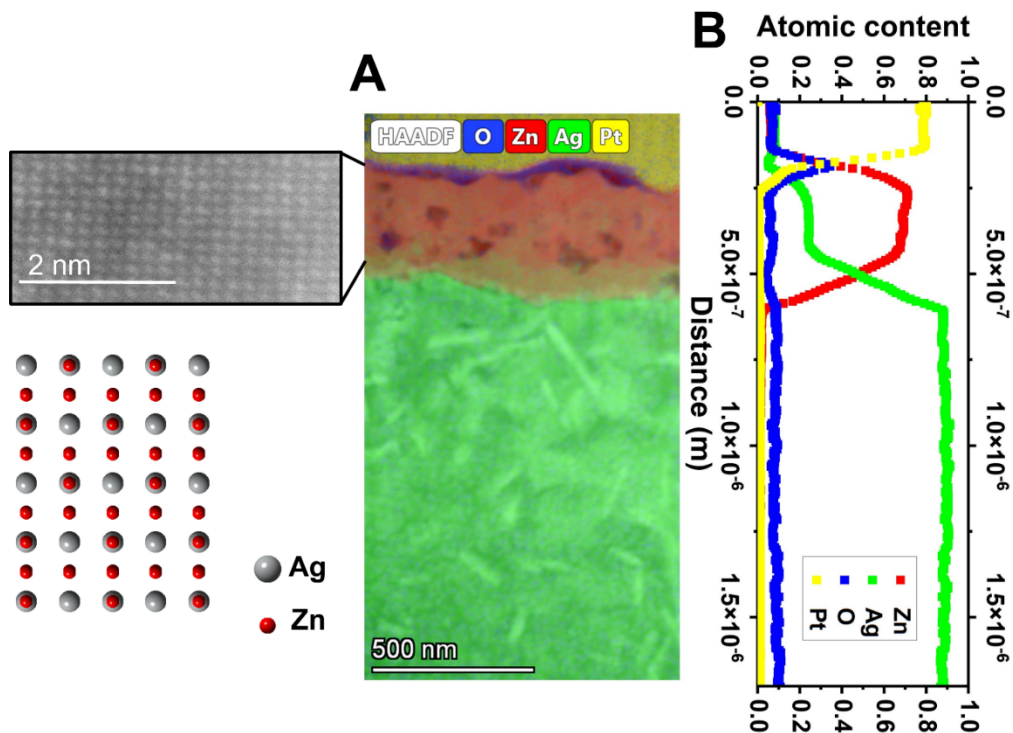 A
B
HAADF O Zn Ag Pt
2 nm
500 nm
Ag
Zn
Atomic content
0.0 0.2 0.4 0.6 0.8 1.0
0.0
5.0×10⁻⁷
1.0×10⁻⁶
1.5×10⁻⁶
Distance (m)
0.0
5.0×10⁻⁷
1.0×10⁻⁶
1.5×10⁻⁶
Zn
Ag
O
Pt
0.0 0.2 0.4 0.6 0.8 1.0